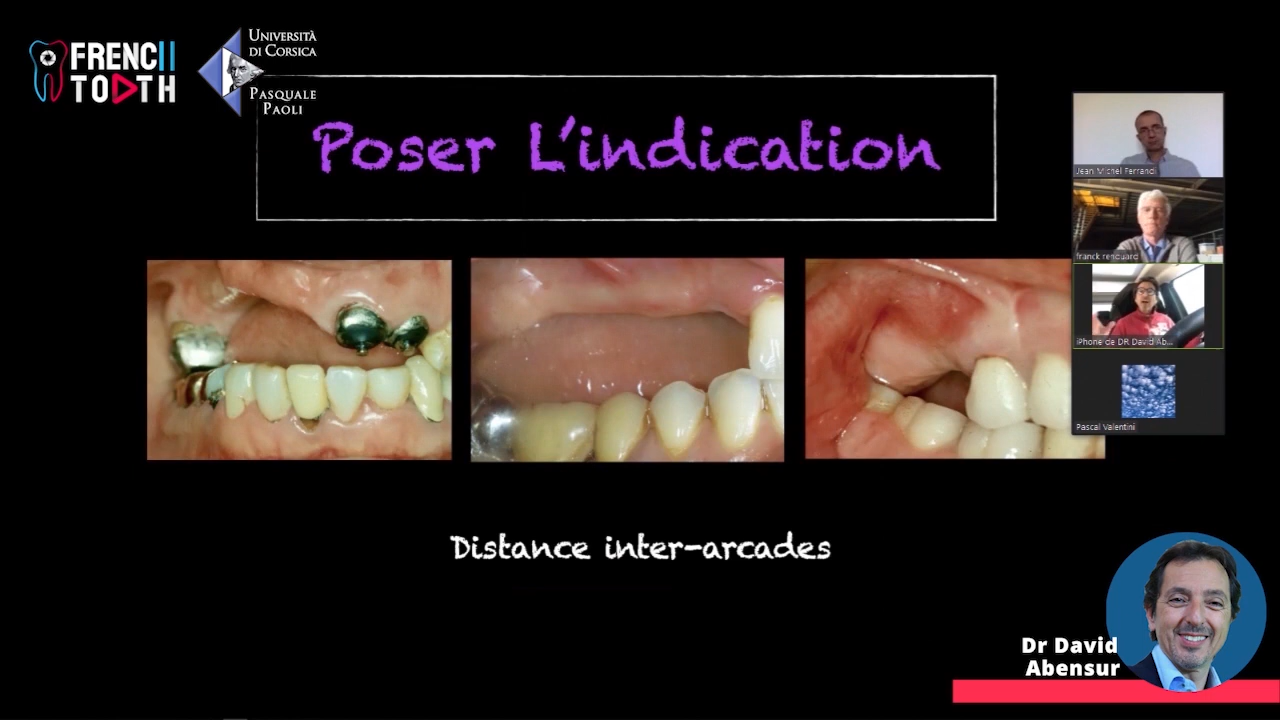 FRENCH
TOOTH
UNIVERSITÀ
DI CORSICA
PASQUALE
PAOLI
Poser L'indication
Jean Michel Ferrandi
franck renouard
iPhone de DR David Ab...
Pascal Valentini
Distance inter-arcades
Dr David
Abensur